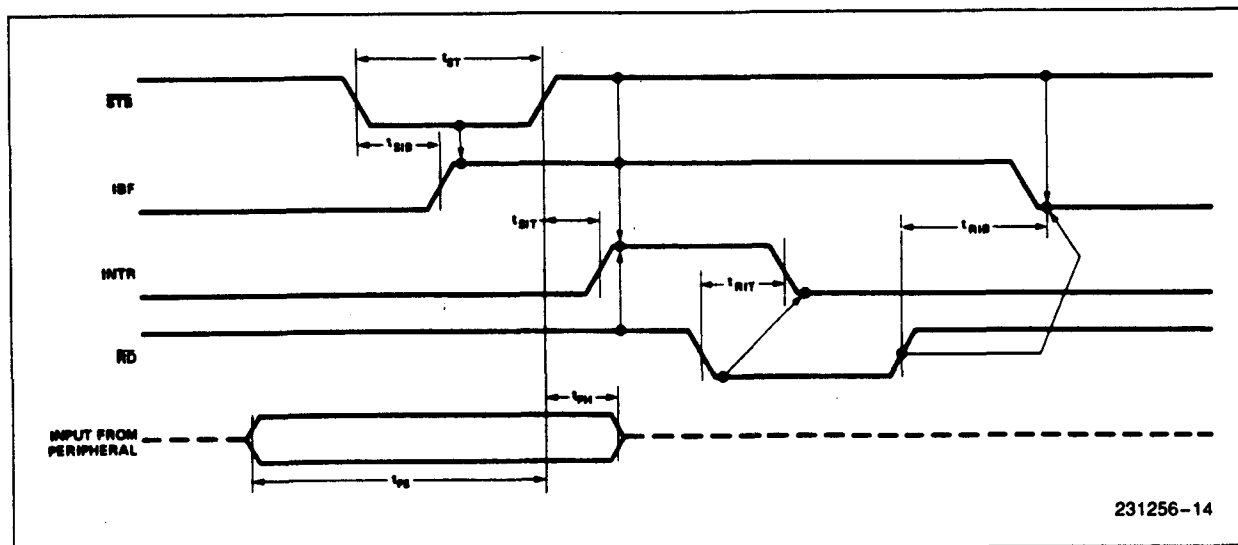 tST
STB
tSIB
IBF
tSIT
tRIB
INTR
tRIT
RD
tPH
INPUT FROM
PERIPHERAL
tPS
231256-14